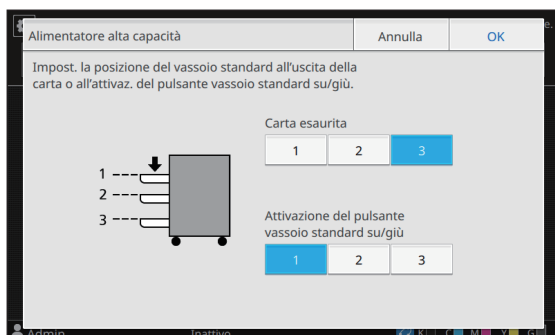 Alimentatore alta capacità
Annulla
OK
Impost. la posizione del vassoio standard all'uscita della
carta o all'attivaz. del pulsante vassoio standard su/giù.
Carta esaurita
1 2 3
1
2
3
Attivazione del pulsante
vassoio standard su/giù
1 2 3
Admin
Inattivo
K C M Y G